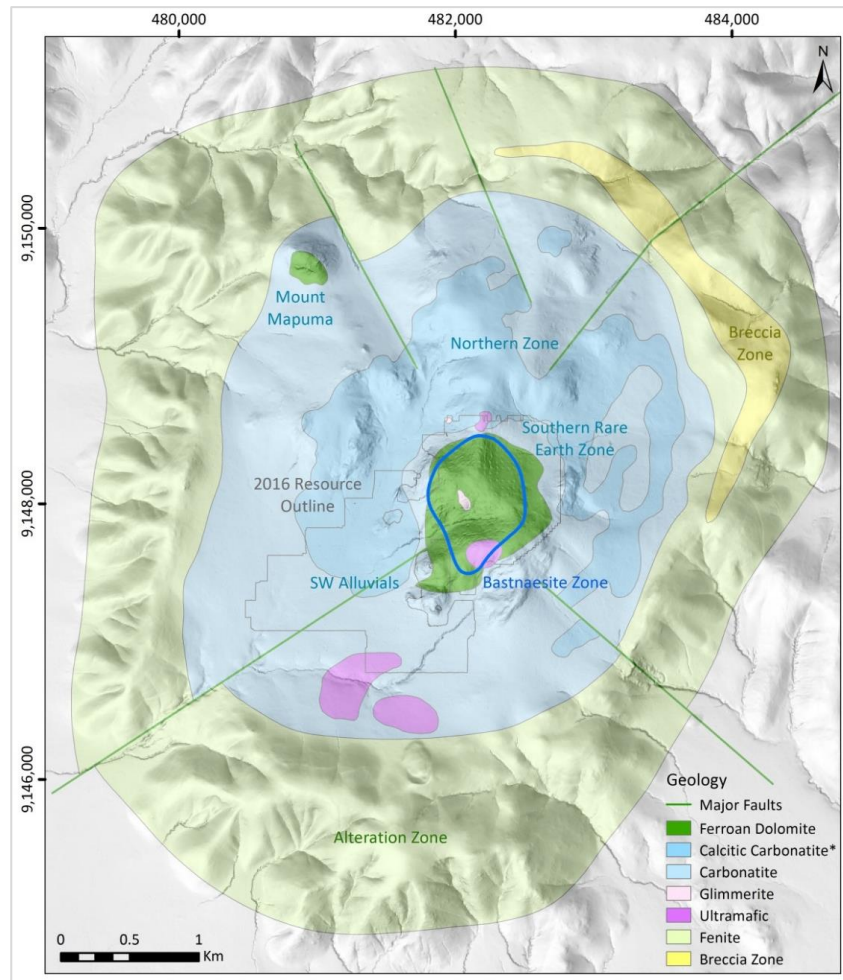 480,000
482,000
484,000
N
9,150,000
9,148,000
9,146,000
Mount
Mapuma
Northern Zone
Breccia
Zone
Southern Rare
Earth Zone
2016 Resource
Outline
SW Alluvials
Bastnaesite Zone
Alteration Zone
Geology
Major Faults
Ferroan Dolomite
Calcitic Carbonatite*
Carbonatite
Glimmerite
Ultramafic
Fenite
Breccia Zone
0
0.5
1
Km